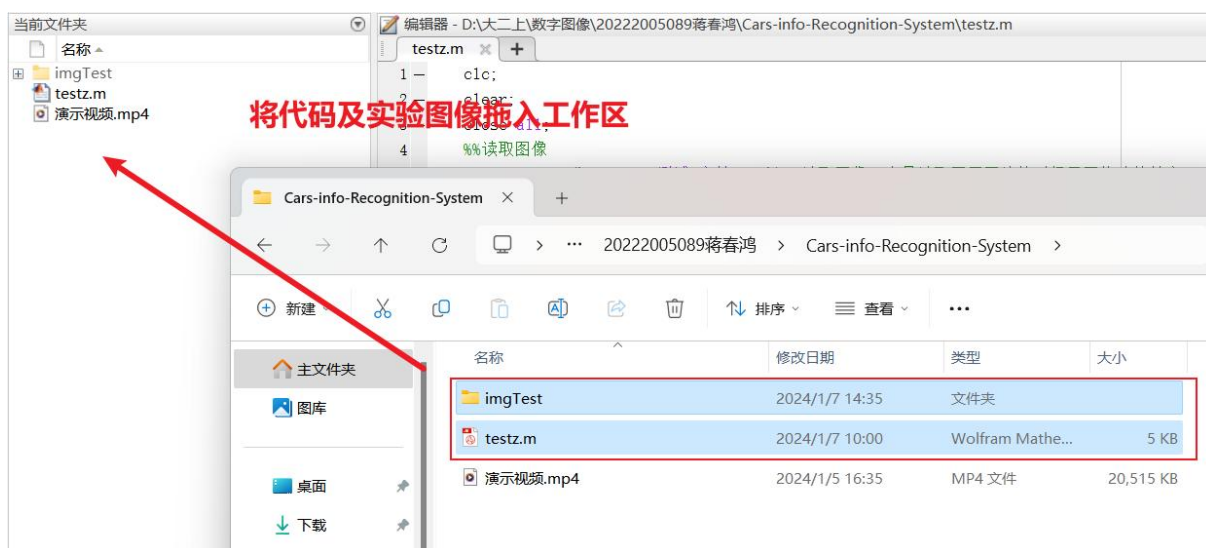 当前文件夹
编辑器 - D:\大二上\数字图像\20222005089蒋春鸿\Cars-info-Recognition-System\testz.m
名称
testz.m
imgTest
testz.m
演示视频.mp4
1 clc;
2 clear;
3 close all;
4 %%读取图像
将代码及实验图像拖入工作区
Cars-info-Recognition-System
20222005089蒋春鸿 > Cars-info-Recognition-System >
新建 排序 查看
名称 修改日期 类型 大小
主文件夹
图库
桌面
下载
imgTest 2024/1/7 14:35 文件夹
testz.m 2024/1/7 10:00 Wolfram Mathe... 5 KB
演示视频.mp4 2024/1/5 16:35 MP4 文件 20,515 KB